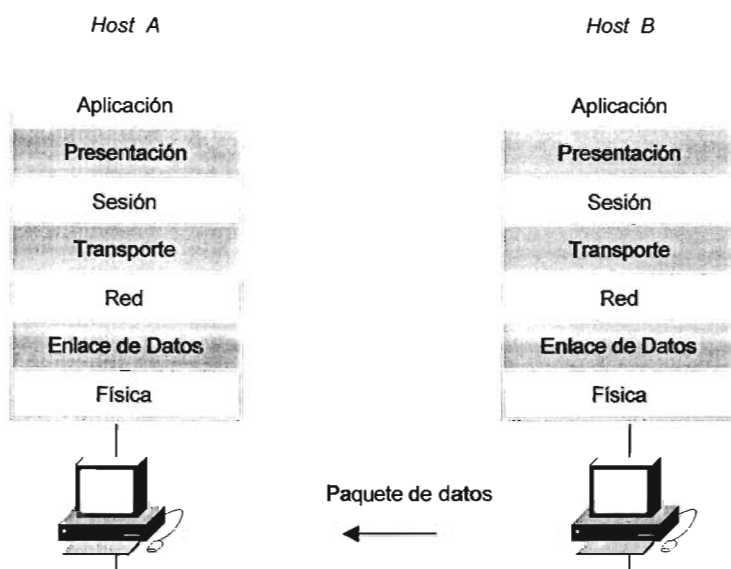 Host A
Host B
Aplicación
Presentación
Sesión
Transporte
Red
Enlace de Datos
Física
Aplicación
Presentación
Sesión
Transporte
Red
Enlace de Datos
Física
Paquete de datos